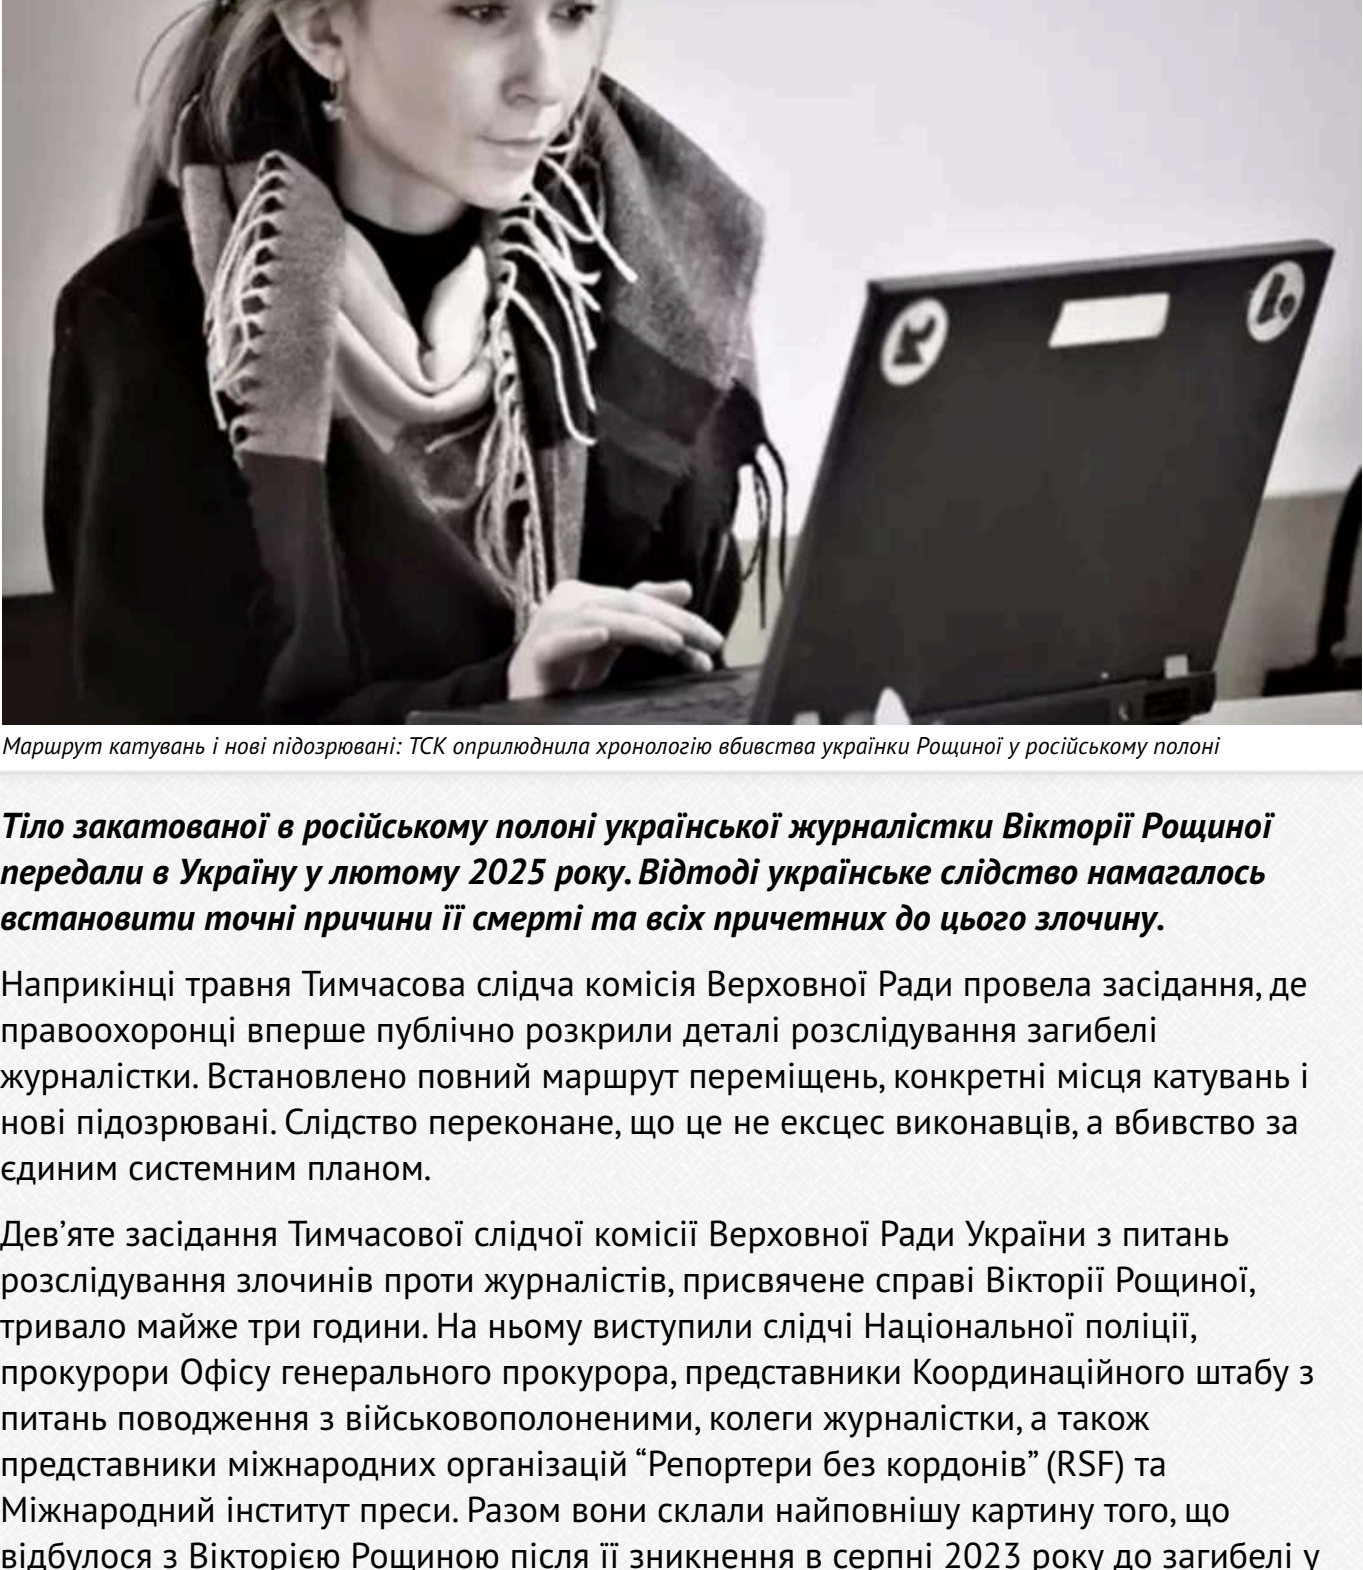 Маршрут катувань і нові підозрювані: ТСК оприлюднила хронологію вбивства українки Рощиної у російському полоні
Тіло закатованої в російському полоні української журналістки Вікторії Рощиної
передали в Україну у лютому 2025 року. Відтоді українське слідство намагалось
встановити точні причини її смерті та всіх причетних до цього злочину.
Наприкінці травня Тимчасова слідча комісія Верховної Ради провела засідання, де
правоохоронці вперше публічно розкрили деталі розслідування загибелі
журналістки. Встановлено повний маршрут переміщень, конкретні місця катувань і
нові підозрювані. Слідство переконане, що це не ексцес виконавців, а вбивство за
єдиним системним планом.
Дев’яте засідання Тимчасової слідчої комісії Верховної Ради України з питань
розслідування злочинів проти журналістів, присвячене справі Вікторії Рощиної,
тривало майже три години. На ньому виступили слідчі Національної поліції,
прокурори Офісу генерального прокурора, представники Координаційного штабу з
питань поводження з військовополоненими, колеги журналістки, а також
представники міжнародних організацій “Репортери без кордонів” (RSF) та
Міжнародний інститут преси. Разом вони склали найповнішу картину того, що
відбулося з Вікторією Рощиною після її зникнення в серпні 2023 року до загибелі у